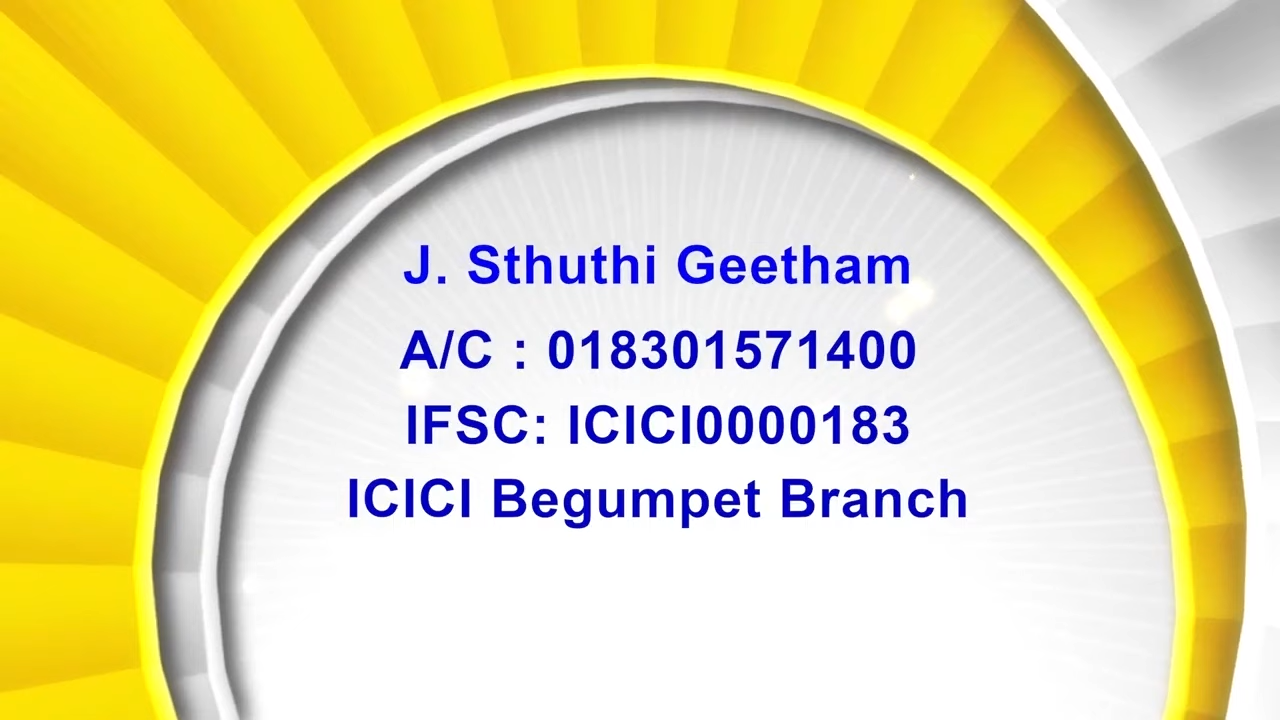 J. Sthuthi Geetham
A/C : 018301571400
IFSC: ICICI0000183
ICICI Begumpet Branch